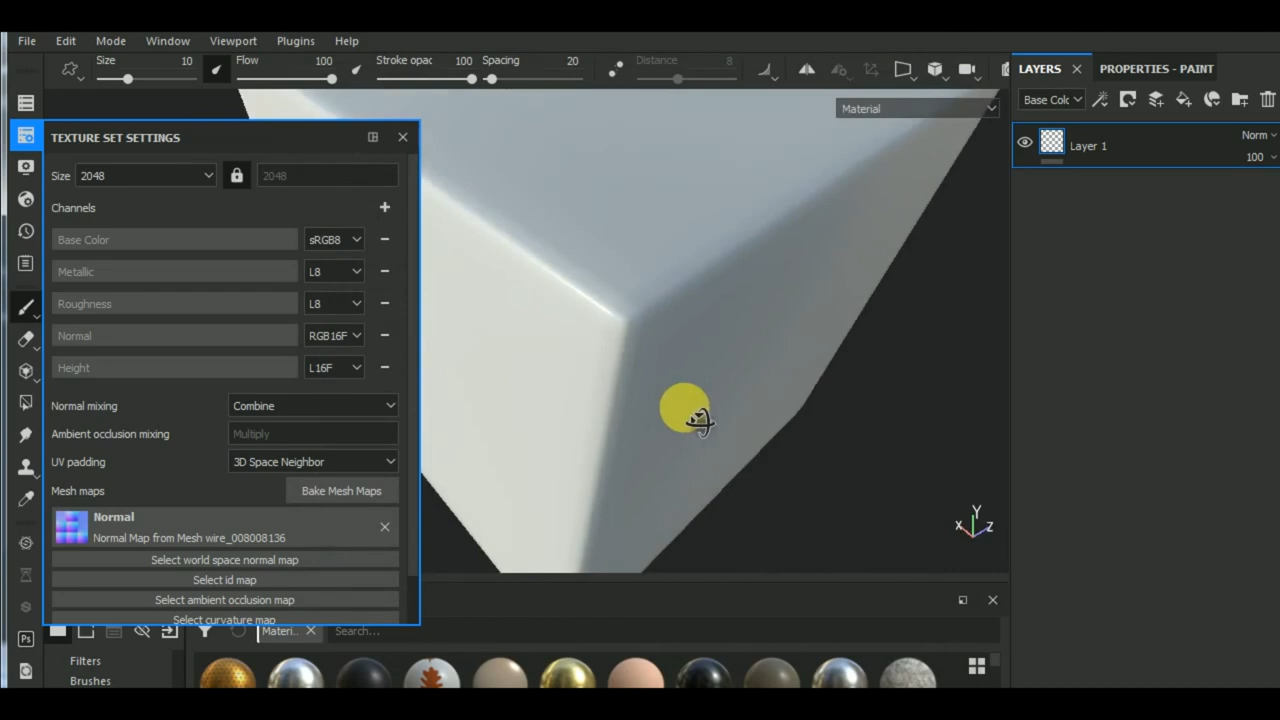 File Edit Mode Window Viewport Plugins Help
Size 10 Flow 100 Stroke opac 100 Spacing 20 Distance 8
LAYERS PROPERTIES - PAINT
Base Colc
Material
Layer 1 Norm
100
TEXTURE SET SETTINGS
Size 2048 2048
Channels
Base Color sRGB8
Metallic L8
Roughness L8
Normal RGB16F
Height L16F
Normal mixing Combine
Ambient occlusion mixing Multiply
UV padding 3D Space Neighbor
Mesh maps Bake Mesh Maps
Normal
Normal Map from Mesh wire_008008136
Select world space normal map
Select id map
Select ambient occlusion map
Select curvature map
Y
X Z
Materi.. Search...
Filters
Brushes
Ps